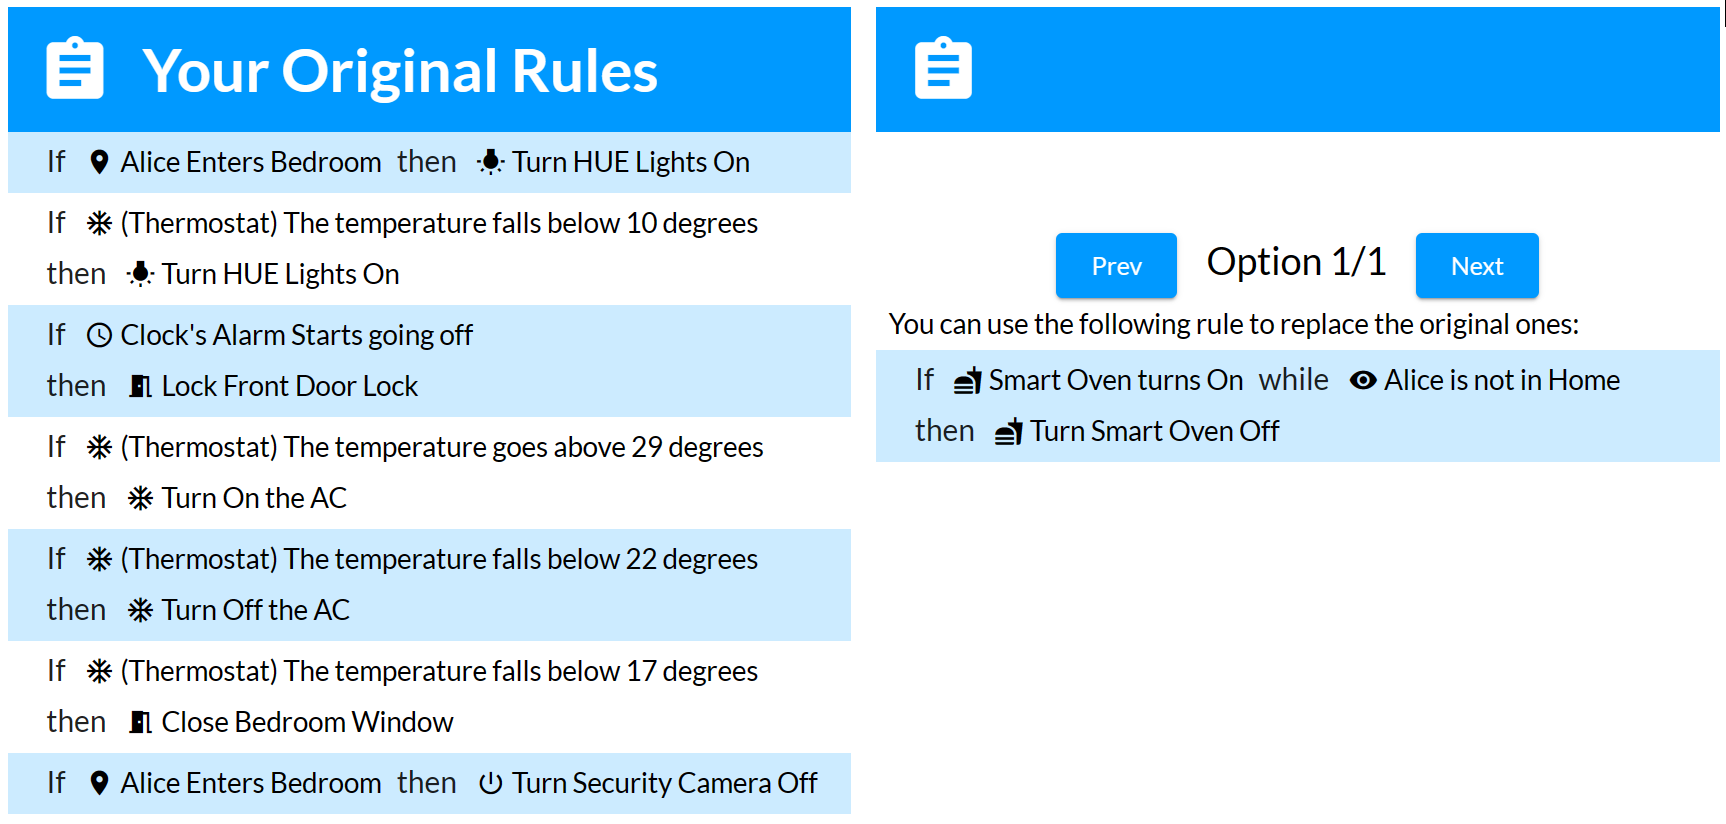 Your Original Rules
If Alice Enters Bedroom then Turn HUE Lights On
If (Thermostat) The temperature falls below 10 degrees
then Turn HUE Lights On
If Clock's Alarm Starts going off
then Lock Front Door Lock
If (Thermostat) The temperature goes above 29 degrees
then Turn On the AC
If (Thermostat) The temperature falls below 22 degrees
then Turn Off the AC
If (Thermostat) The temperature falls below 17 degrees
then Close Bedroom Window
If Alice Enters Bedroom then Turn Security Camera Off
Prev Option 1/1 Next
You can use the following rule to replace the original ones:
If Smart Oven turns On while Alice is not in Home
then Turn Smart Oven Off